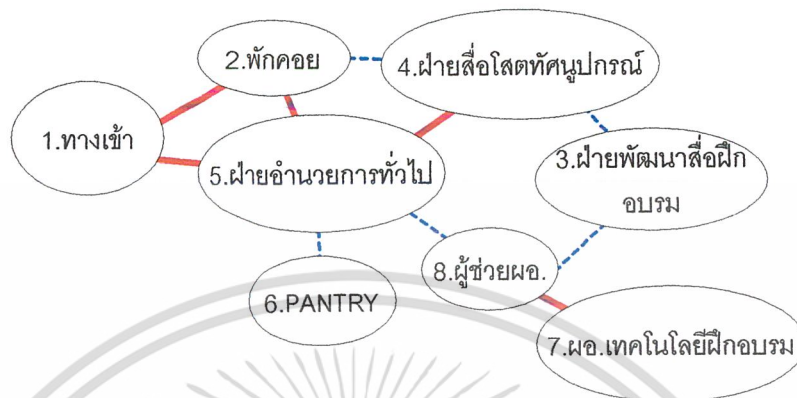 2.พักคอย
4.ฝ่ายสื่อโสตทัศนูปกรณ์
1.ทางเข้า
5.ฝ่ายอำนวยการทั่วไป
3.ฝ่ายพัฒนาสื่อฝึก
อบรม
8.ผู้ช่วยผอ.
6.PANTRY
7.ผอ.เทคโนโลยีฝึกอบรม